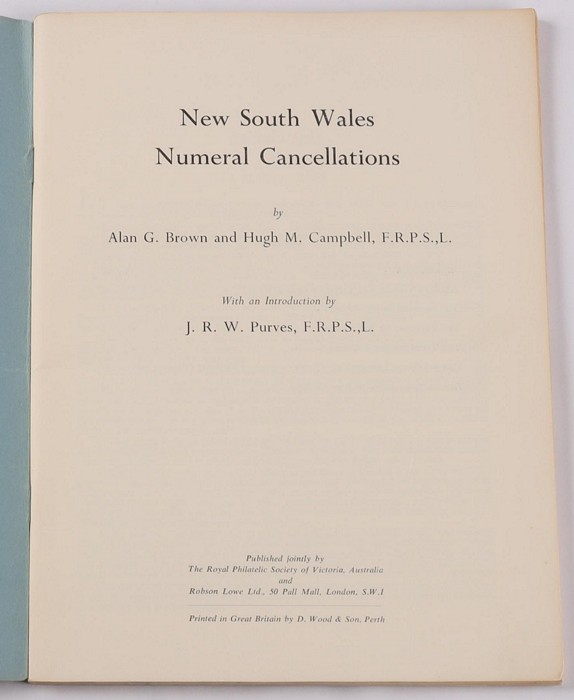 New South Wales
Numeral Cancellations
by
Alan G. Brown and Hugh M. Campbell, F.R.P.S.,L.
With an Introduction by
J. R. W. Purves, F.R.P.S.,L.
Published jointly by
The Royal Philatelic Society of Victoria, Australia
and
Robson Lowe Ltd., 50 Pall Mall, London, S.W.1
Printed in Great Britain by D. Wood & Son, Perth